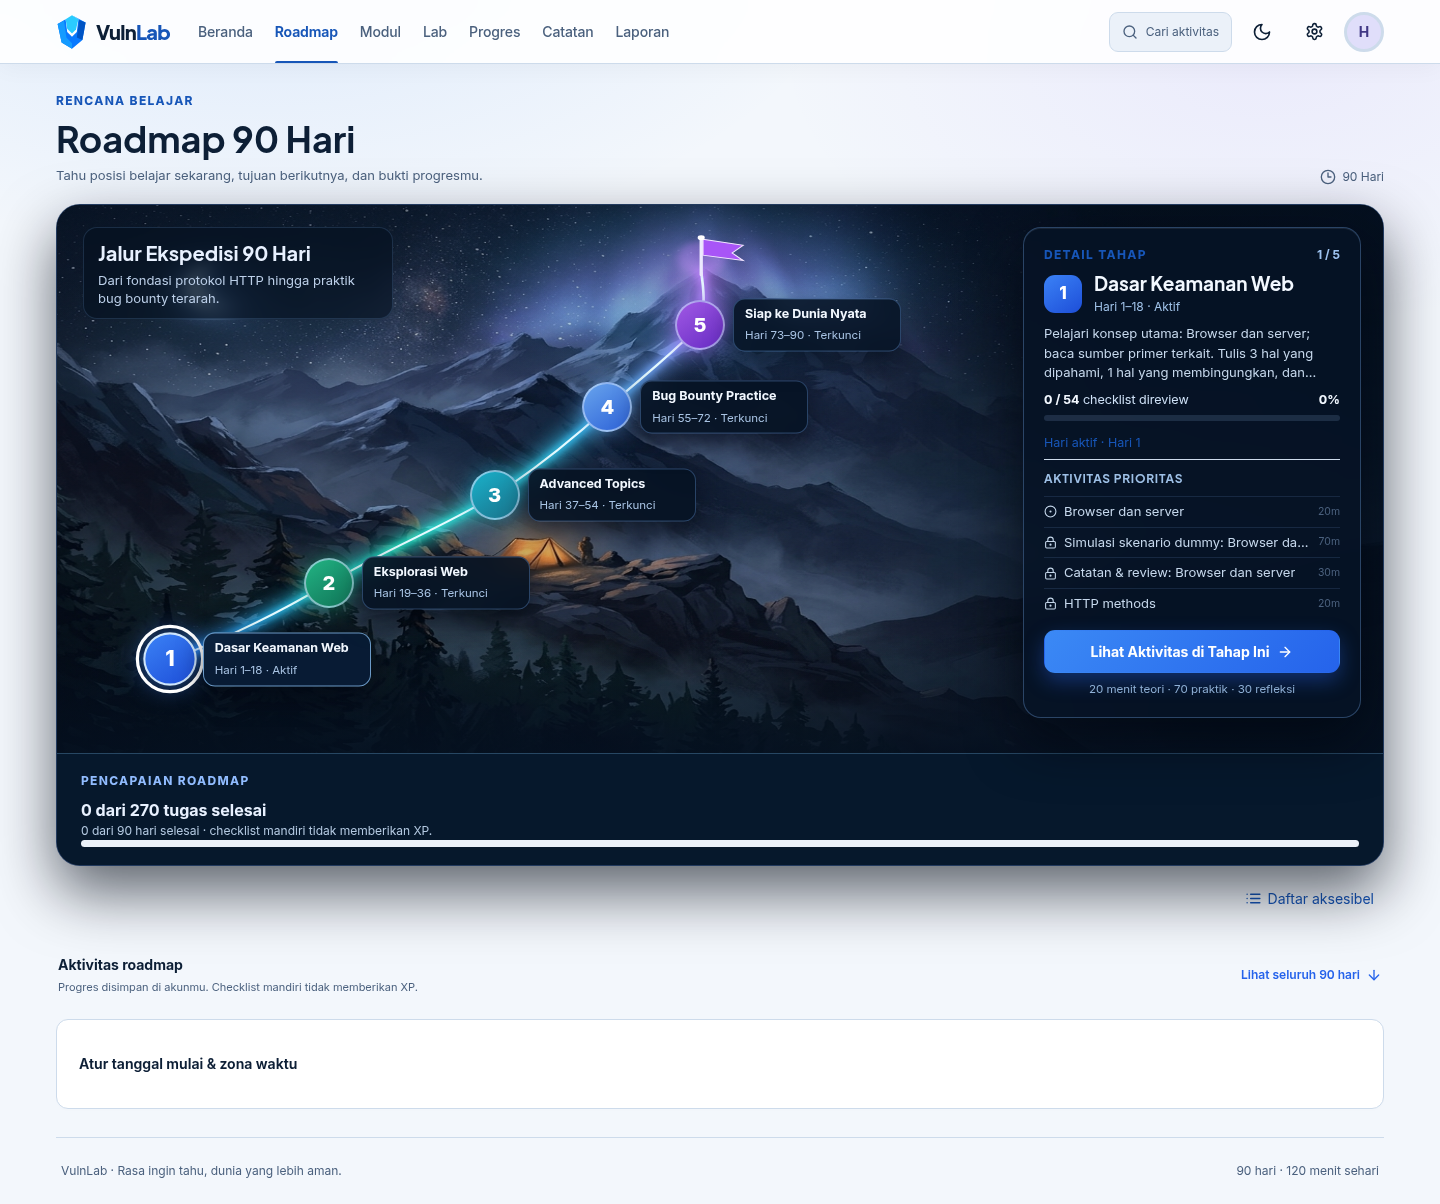 VulnLab
Beranda
Roadmap
Modul
Lab
Progres
Catatan
Laporan
Cari aktivitas
H
RENCANA BELAJAR
Roadmap 90 Hari
Tahu posisi belajar sekarang, tujuan berikutnya, dan bukti progresmu.
90 Hari
Jalur Ekspedisi 90 Hari
Dari fondasi protokol HTTP hingga praktik
bug bounty terarah.
5
Siap ke Dunia Nyata
Hari 73–90 · Terkunci
4
Bug Bounty Practice
Hari 55–72 · Terkunci
3
Advanced Topics
Hari 37–54 · Terkunci
2
Eksplorasi Web
Hari 19–36 · Terkunci
1
Dasar Keamanan Web
Hari 1–18 · Aktif
DETAIL TAHAP
1 / 5
1
Dasar Keamanan Web
Hari 1–18 · Aktif
Pelajari konsep utama: Browser dan server;
baca sumber primer terkait. Tulis 3 hal yang
dipahami, 1 hal yang membingungkan, dan...
0 / 54 checklist direview
0%
Hari aktif · Hari 1
AKTIVITAS PRIORITAS
Browser dan server
20m
Simulasi skenario dummy: Browser da...
70m
Catatan & review: Browser dan server
30m
HTTP methods
20m
Lihat Aktivitas di Tahap Ini
20 menit teori · 70 praktik · 30 refleksi
PENCAPAIAN ROADMAP
0 dari 270 tugas selesai
0 dari 90 hari selesai · checklist mandiri tidak memberikan XP.
Daftar aksesibel
Aktivitas roadmap
Progres disimpan di akunmu. Checklist mandiri tidak memberikan XP.
Lihat seluruh 90 hari
Atur tanggal mulai & zona waktu
VulnLab · Rasa ingin tahu, dunia yang lebih aman.
90 hari · 120 menit sehari